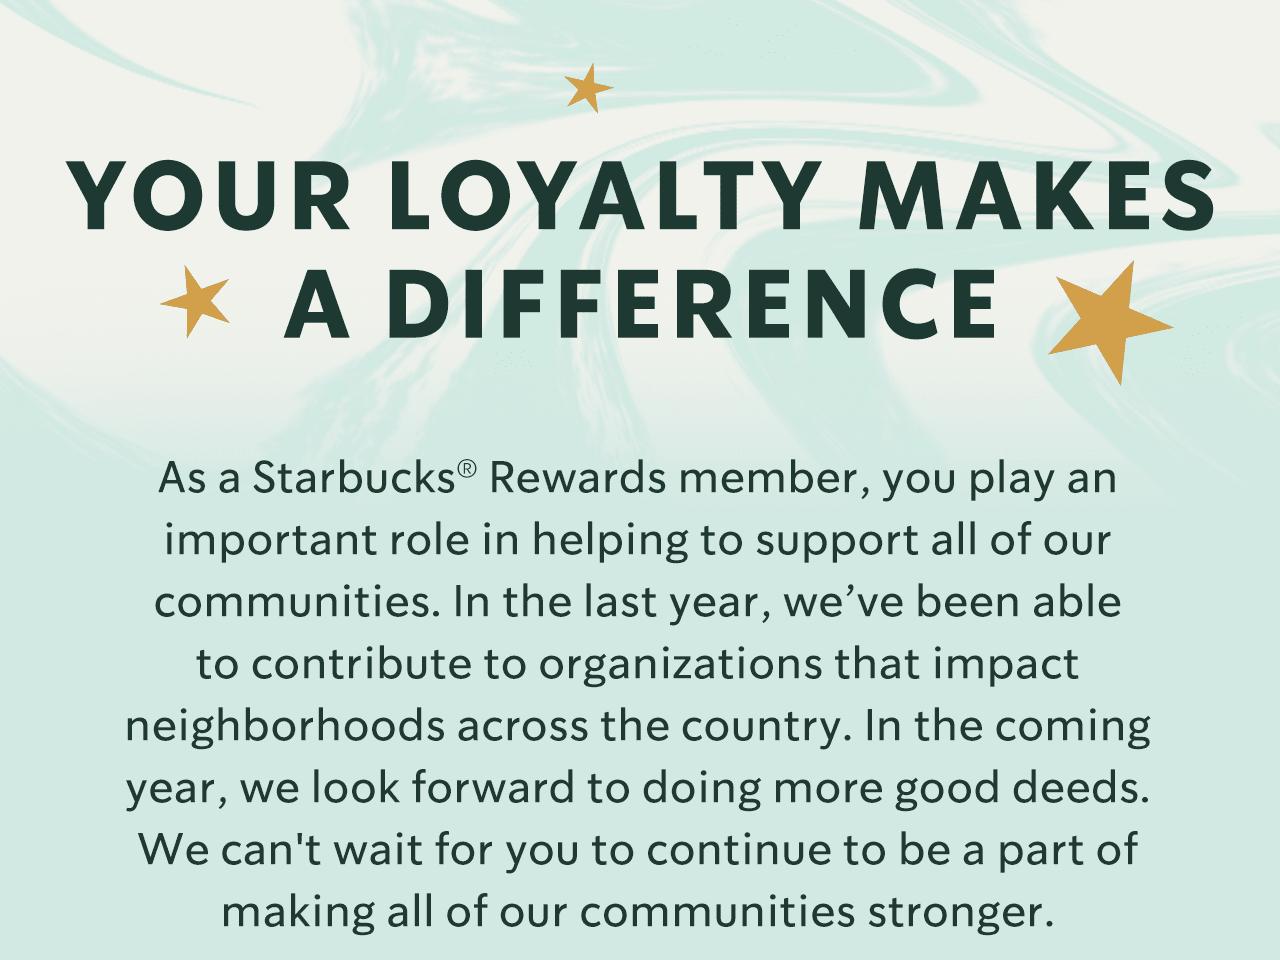 YOUR LOYALTY MAKES
A DIFFERENCE
As a Starbucks® Rewards member, you play an
important role in helping to support all of our
communities. In the last year, we’ve been able
to contribute to organizations that impact
neighborhoods across the country. In the coming
year, we look forward to doing more good deeds.
We can't wait for you to continue to be a part of
making all of our communities stronger.